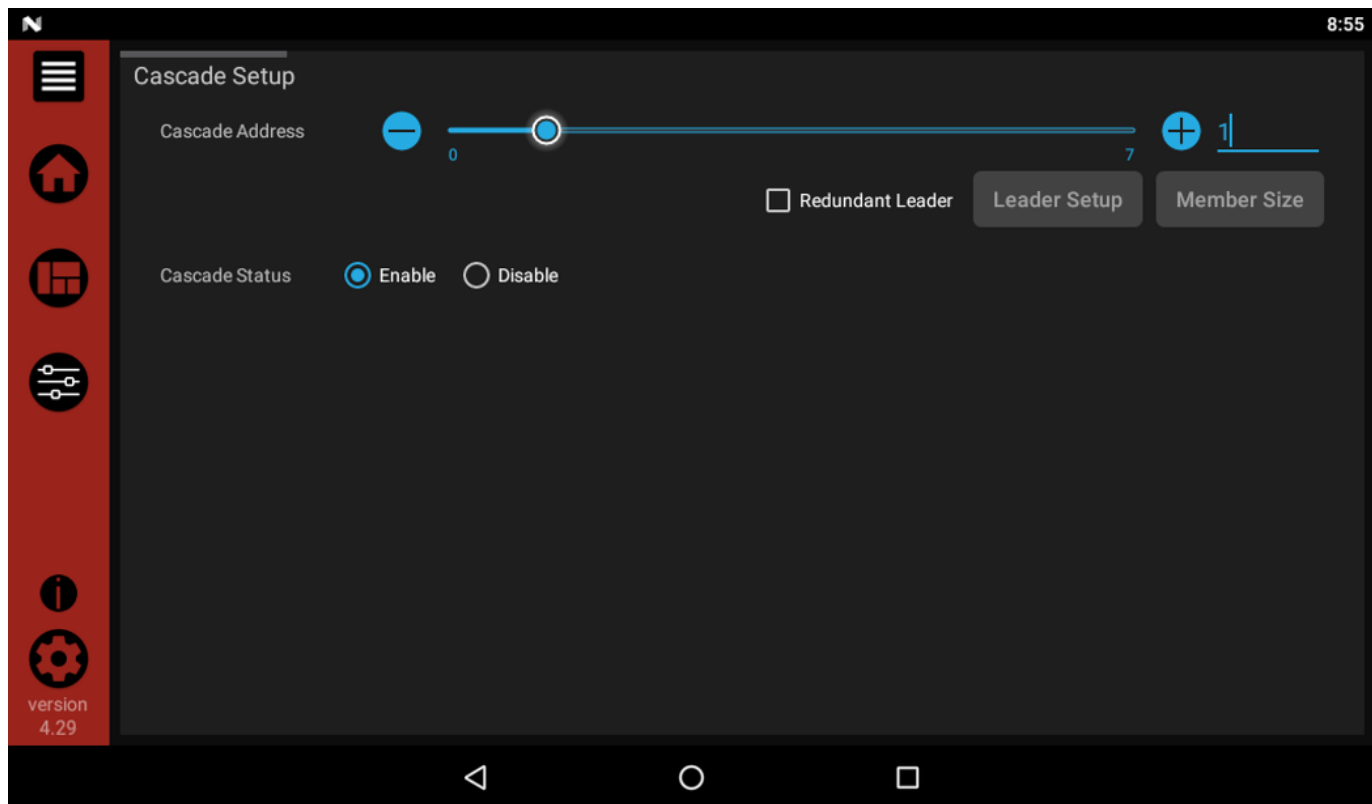 8:55
Cascade Setup
Cascade Address
0
7
1
Redundant Leader
Leader Setup
Member Size
Cascade Status
Enable
Disable
version
4.29